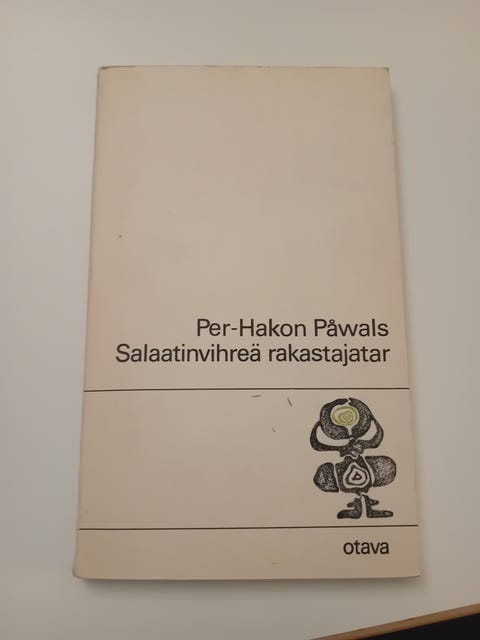 Per-Hakon Påwals
Salaatinvihreä rakastajatar
otava